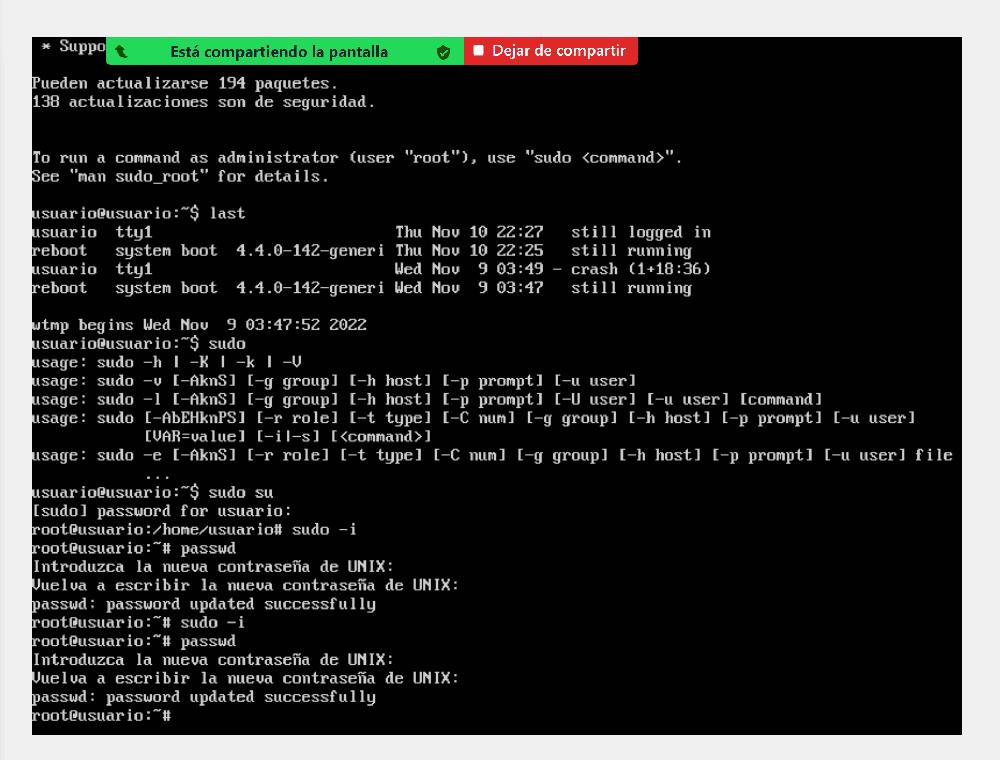 * Suppo
Está compartiendo la pantalla
Dejar de compartir
Pueden actualizarse 194 paquetes.
138 actualizaciones son de seguridad.
To run a command as administrator (user "root"), use "sudo <command>".
See "man sudo_root" for details.
usuario@usuario:~$ last
usuario  tty1                          Thu Nov 10 22:27   still logged in
reboot   system boot  4.4.0-142-generi Thu Nov 10 22:25   still running
usuario  tty1                          Wed Nov  9 03:49 - crash (1+18:36)
reboot   system boot  4.4.0-142-generi Wed Nov  9 03:47   still running
wtmp begins Wed Nov  9 03:47:52 2022
usuario@usuario:~$ sudo
usage: sudo -h | -K | -k | -V
usage: sudo -v [-AknS] [-g group] [-h host] [-p prompt] [-u user]
usage: sudo -l [-AknS] [-g group] [-h host] [-p prompt] [-U user] [-u user] [command]
usage: sudo [-AbEHknPS] [-r role] [-t type] [-C num] [-g group] [-h host] [-p prompt] [-u user]
            [VAR=value] [-i|-s] [<command>]
usage: sudo -e [-AknS] [-r role] [-t type] [-C num] [-g group] [-h host] [-p prompt] [-u user] file
            ...
usuario@usuario:~$ sudo su
[sudo] password for usuario:
root@usuario:/home/usuario# sudo -i
root@usuario:~# passwd
Introduzca la nueva contraseña de UNIX:
Vuelva a escribir la nueva contraseña de UNIX:
passwd: password updated successfully
root@usuario:~# sudo -i
root@usuario:~# passwd
Introduzca la nueva contraseña de UNIX:
Vuelva a escribir la nueva contraseña de UNIX:
passwd: password updated successfully
root@usuario:~#